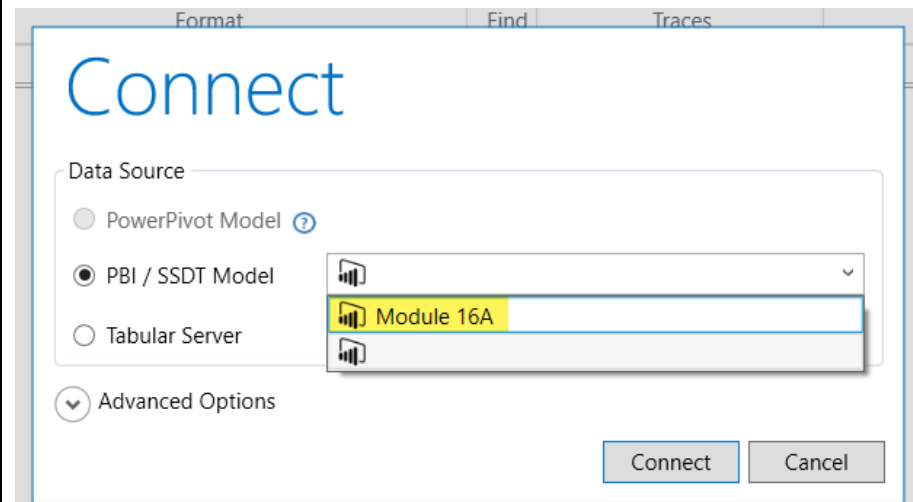 Format Find Traces
Connect
Data Source
PowerPivot Model ?
PBI / SSDT Model
Module 16A
Tabular Server
Advanced Options
Connect Cancel